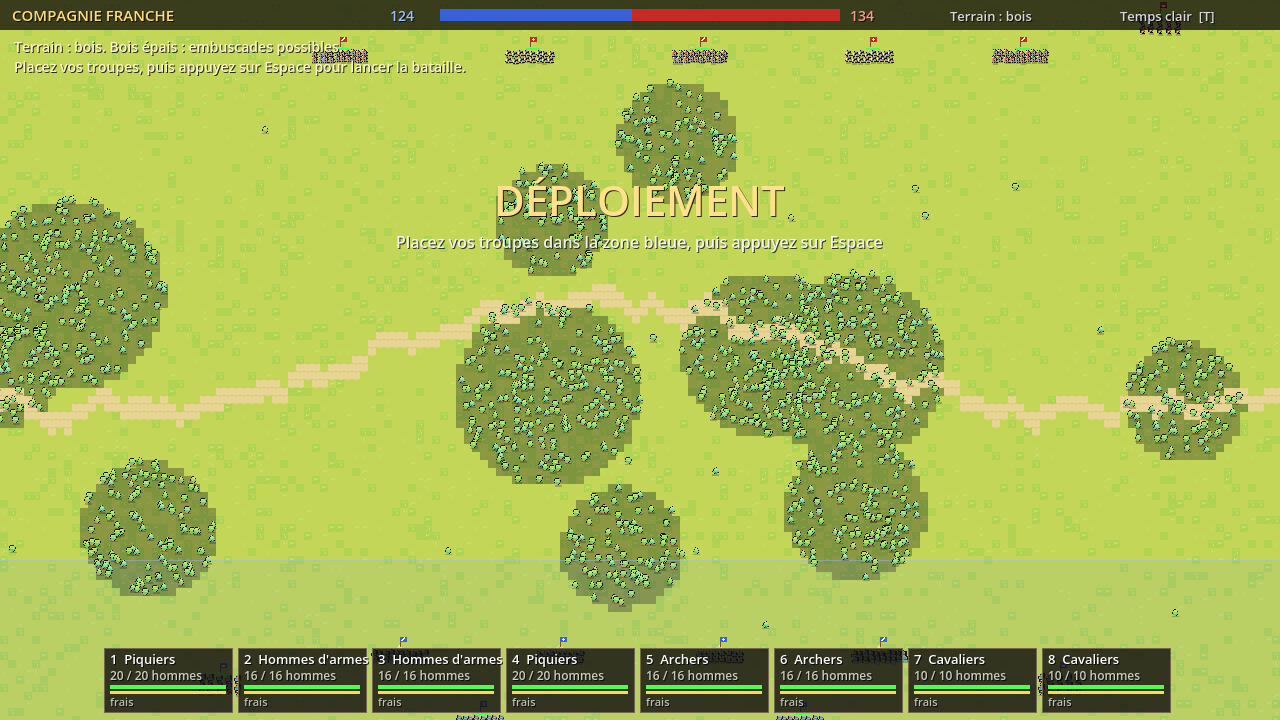 COMPAGNIE FRANCHE
124
134
Terrain : bois
Temps clair [T]
Terrain : bois. Bois épais : embuscades possibles.
Placez vos troupes, puis appuyez sur Espace pour lancer la bataille.
DÉPLOIEMENT
Placez vos troupes dans la zone bleue, puis appuyez sur Espace
1 Piquiers
20 / 20 hommes
frais
2 Hommes d'armes
16 / 16 hommes
frais
3 Hommes d'armes
16 / 16 hommes
frais
4 Piquiers
20 / 20 hommes
frais
5 Archers
16 / 16 hommes
frais
6 Archers
16 / 16 hommes
frais
7 Cavaliers
10 / 10 hommes
frais
8 Cavaliers
10 / 10 hommes
frais